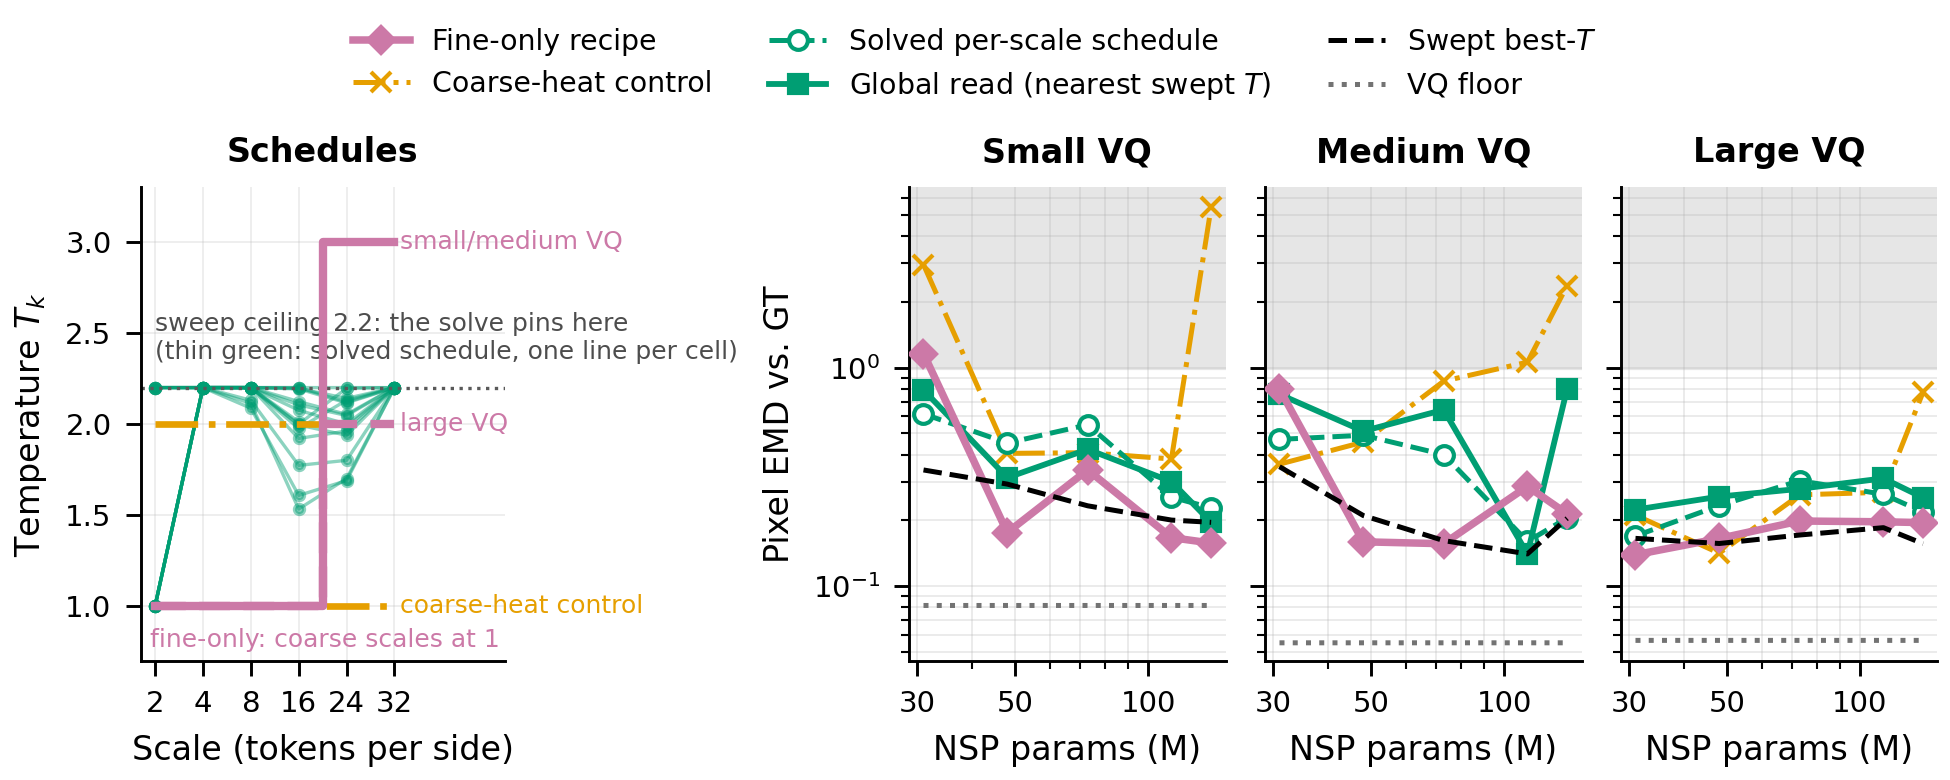 Fine-only recipe
Coarse-heat control
Solved per-scale schedule
Global read (nearest swept T)
Swept best-T
VQ floor
Schedules
Temperature T_k
3.0
2.5
2.0
1.5
1.0
small/medium VQ
sweep ceiling 2.2: the solve pins here
(thin green: solved schedule, one line per cell)
large VQ
coarse-heat control
fine-only: coarse scales at 1
2 4 8 16 24 32
Scale (tokens per side)
Small VQ
Pixel EMD vs. GT
10⁰
10⁻¹
30 50 100
NSP params (M)
Medium VQ
30 50 100
NSP params (M)
Large VQ
30 50 100
NSP params (M)